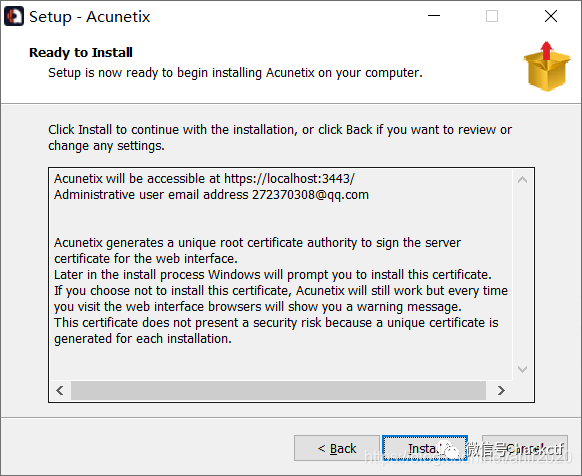 Setup - Acunetix
Ready to Install
Setup is now ready to begin installing Acunetix on your computer.
Click Install to continue with the installation, or click Back if you want to review or
change any settings.
Acunetix will be accessible at https://localhost:3443/
Administrative user email address 272370308@qq.com
Acunetix generates a unique root certificate authority to sign the server
certificate for the web interface.
Later in the install process Windows will prompt you to install this certificate.
If you choose not to install this certificate, Acunetix will still work but every time
you visit the web interface browsers will show you a warning message.
This certificate does not present a security risk because a unique certificate is
generated for each installation.
< Back Install Cancel
微信号: